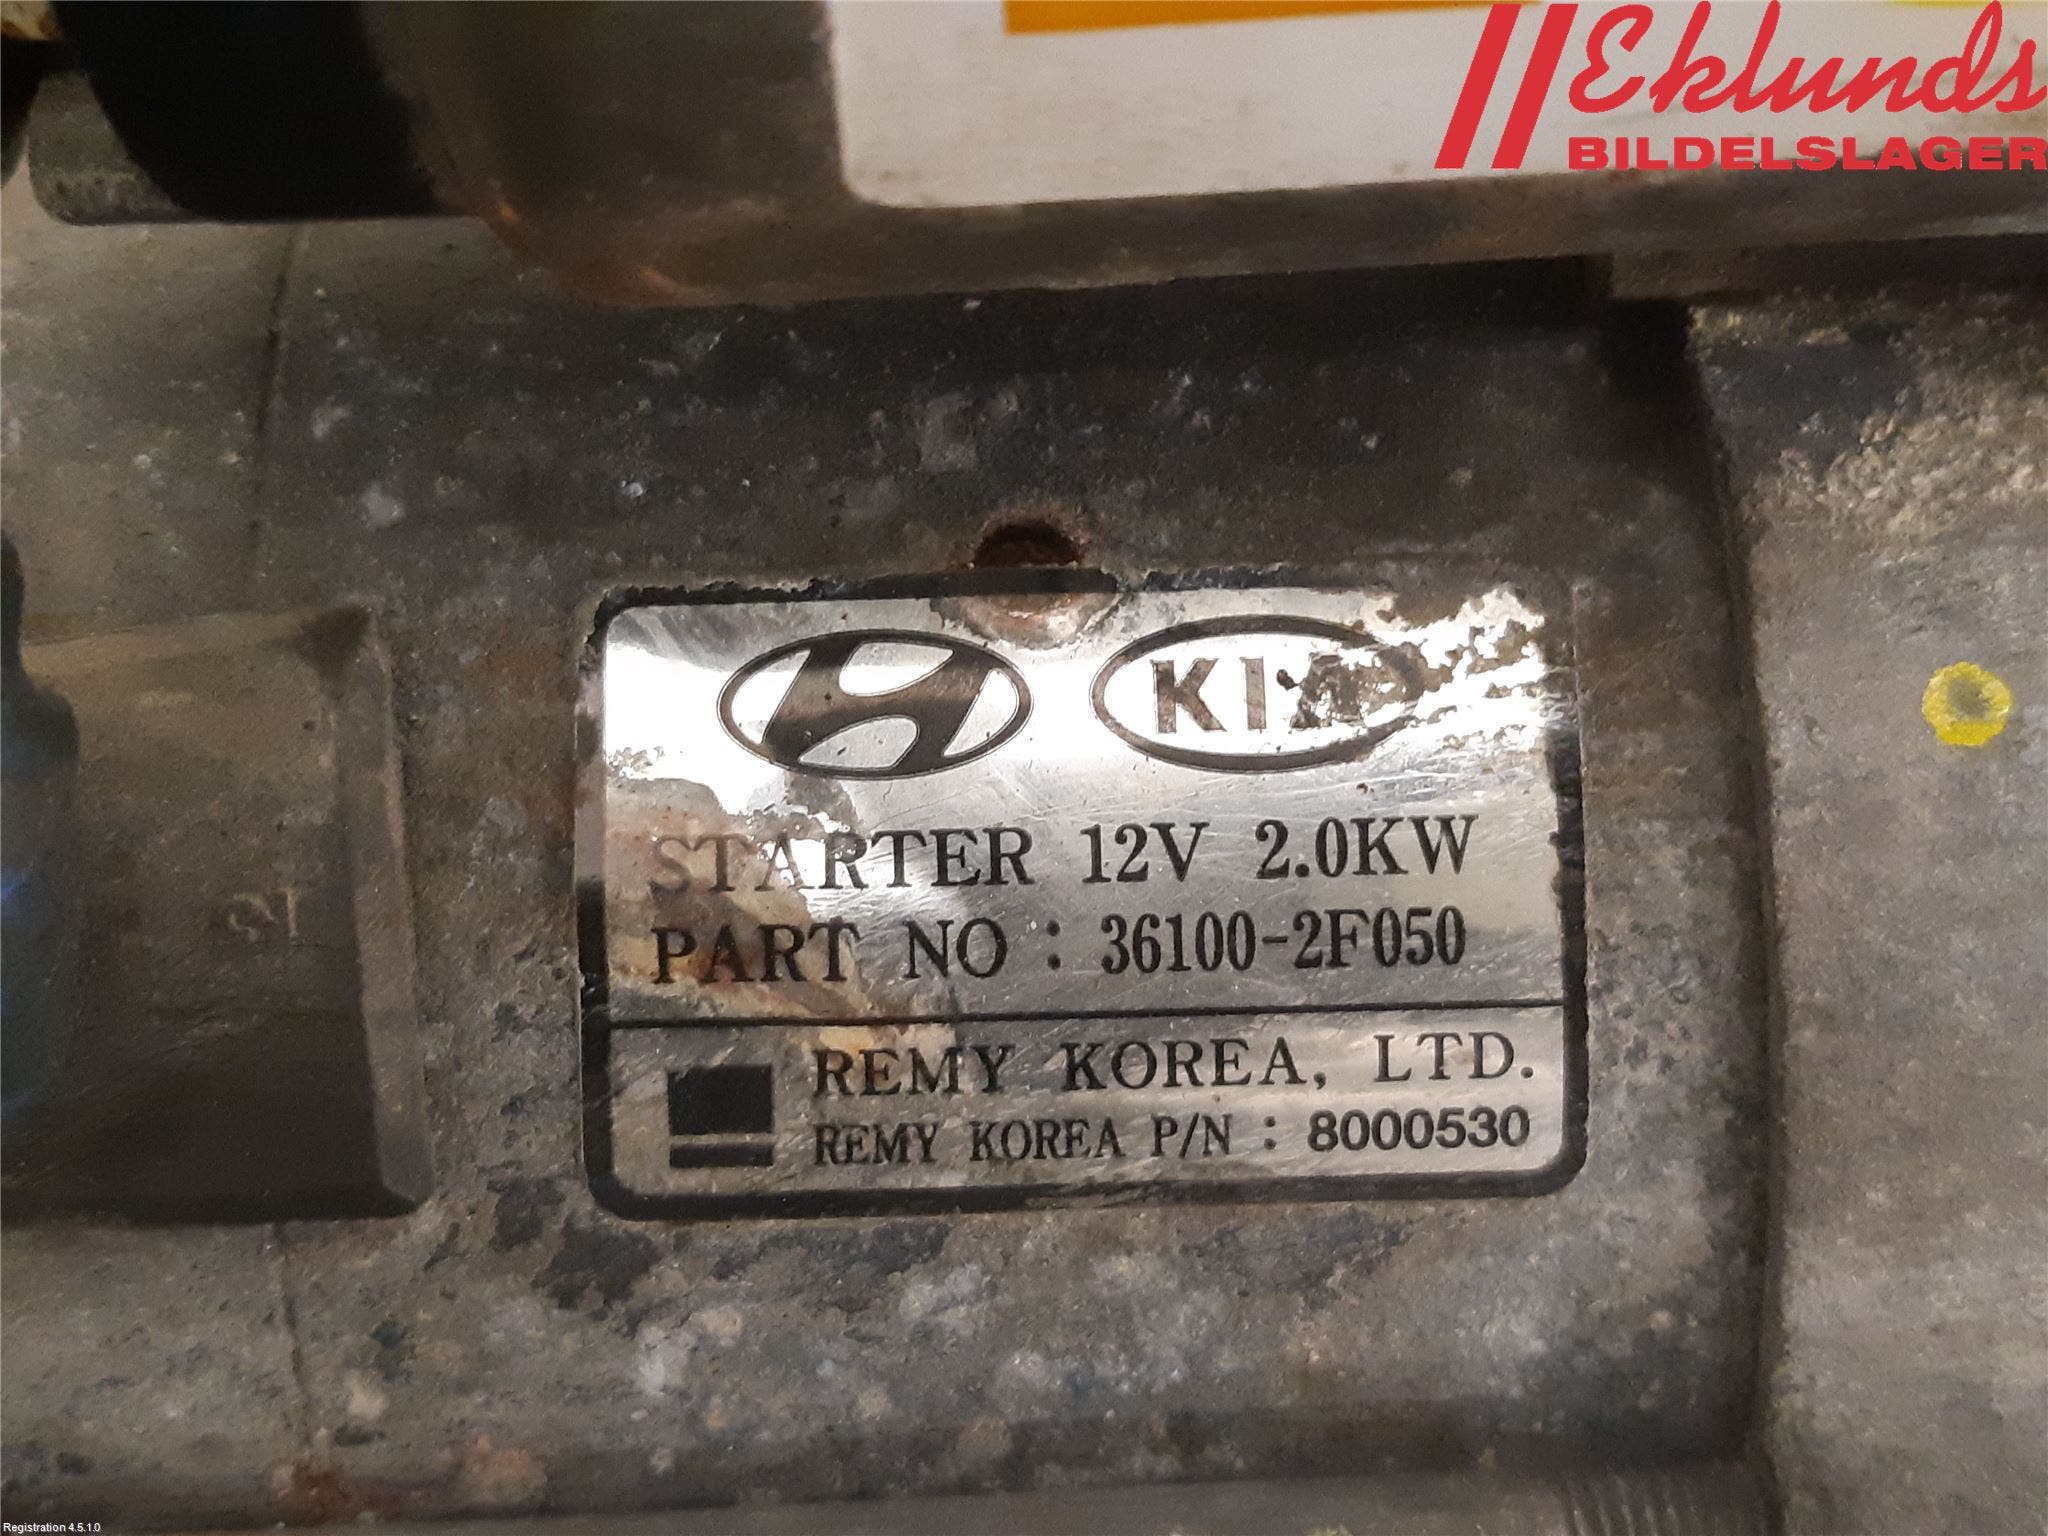 Eklunds
BILDELSLAGER
KIA
STARTER 12V 2.0KW
PART NO : 36100-2F050
REMY KOREA, LTD.
REMY KOREA P/N : 8000530
Registration 4.5.1.0